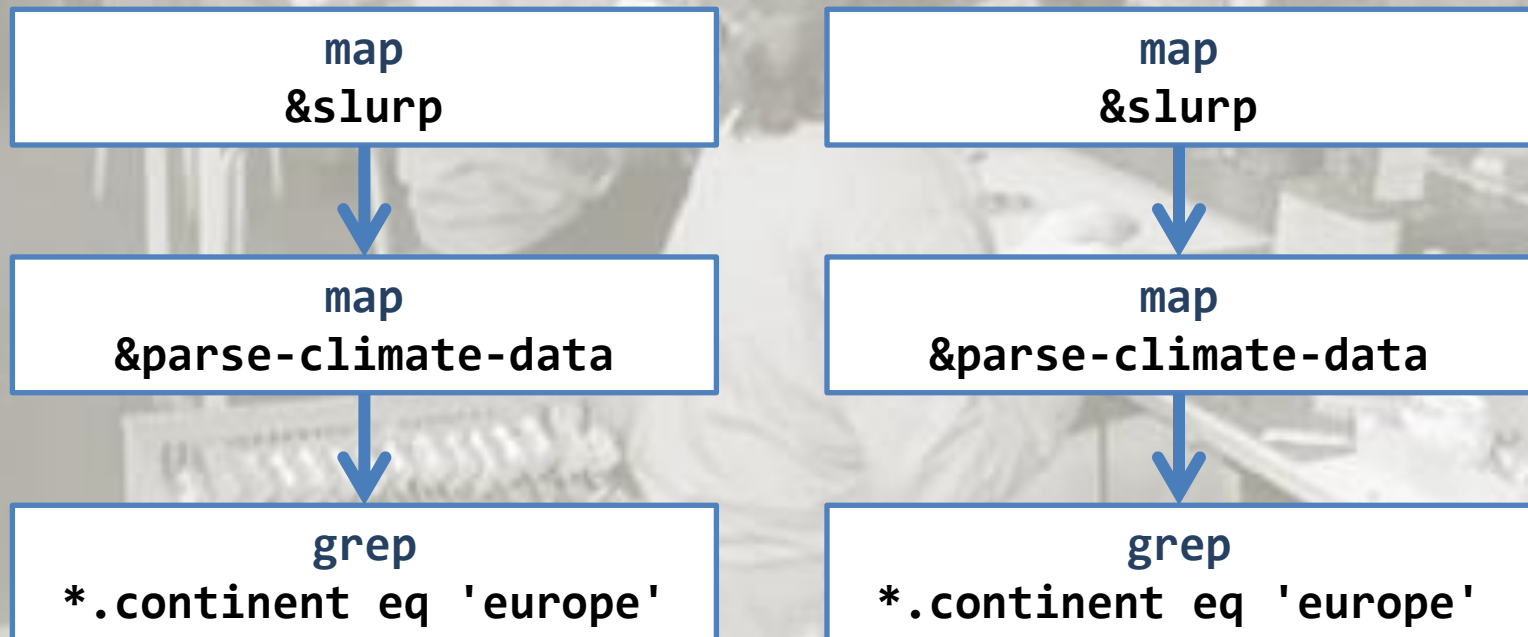 map
&slurp
map
&slurp
map
&parse-climate-data
map
&parse-climate-data
grep
*.continent eq 'europe'
grep
*.continent eq 'europe'